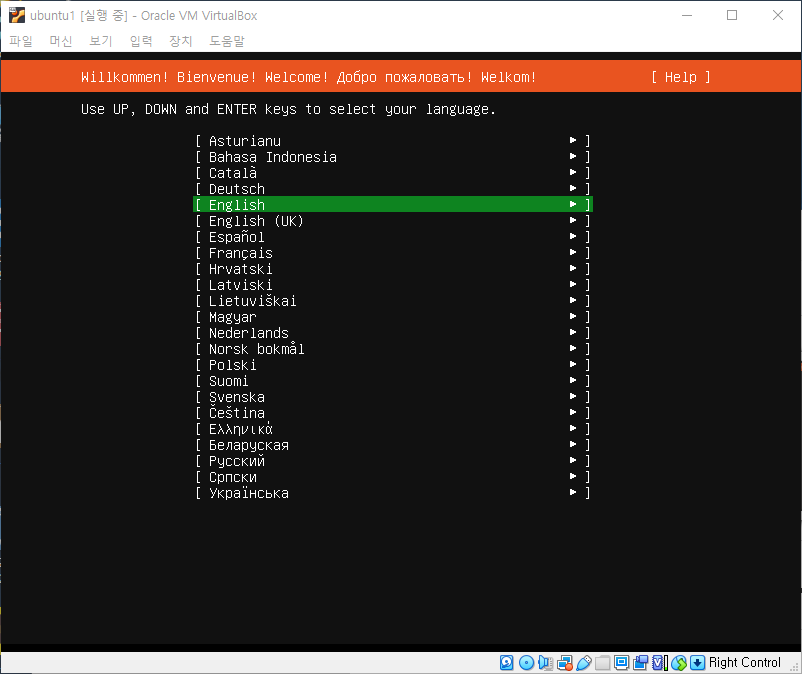 ubuntu1 [실행 중] - Oracle VM VirtualBox
파일 머신 보기 입력 장치 도움말
Willkommen! Bienvenue! Welcome! Добро пожаловать! Welkom! [ Help ]
Use UP, DOWN and ENTER keys to select your language.
[ Asturianu ► ]
[ Bahasa Indonesia ► ]
[ Català ► ]
[ Deutsch ► ]
[ English ► ]
[ English (UK) ► ]
[ Español ► ]
[ Français ► ]
[ Hrvatski ► ]
[ Latviski ► ]
[ Lietuviškai ► ]
[ Magyar ► ]
[ Nederlands ► ]
[ Norsk bokmål ► ]
[ Polski ► ]
[ Suomi ► ]
[ Svenska ► ]
[ Čeština ► ]
[ Ελληνικά ► ]
[ Беларуская ► ]
[ Русский ► ]
[ Српски ► ]
[ Українська ► ]
Right Control